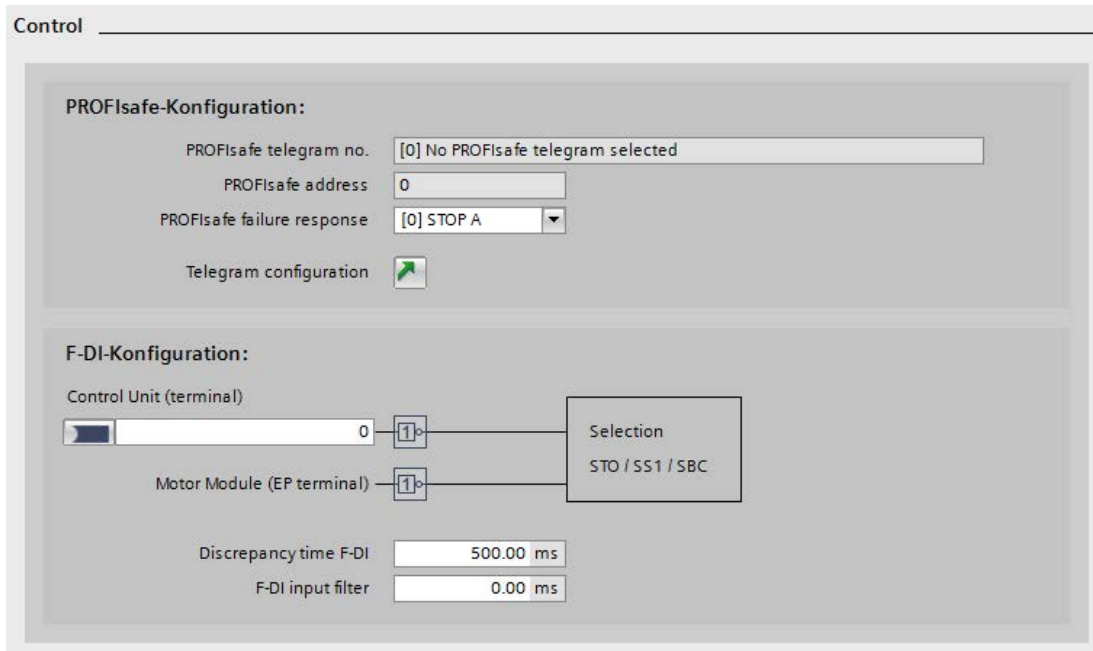 Control
PROFIsafe-Konfiguration:
PROFIsafe telegram no. [0] No PROFIsafe telegram selected
PROFIsafe address 0
PROFIsafe failure response [0] STOP A
Telegram configuration
F-DI-Konfiguration:
Control Unit (terminal)
0 1
Selection
STO / SS1 / SBC
Motor Module (EP terminal) 1
Discrepancy time F-DI 500.00 ms
F-DI input filter 0.00 ms